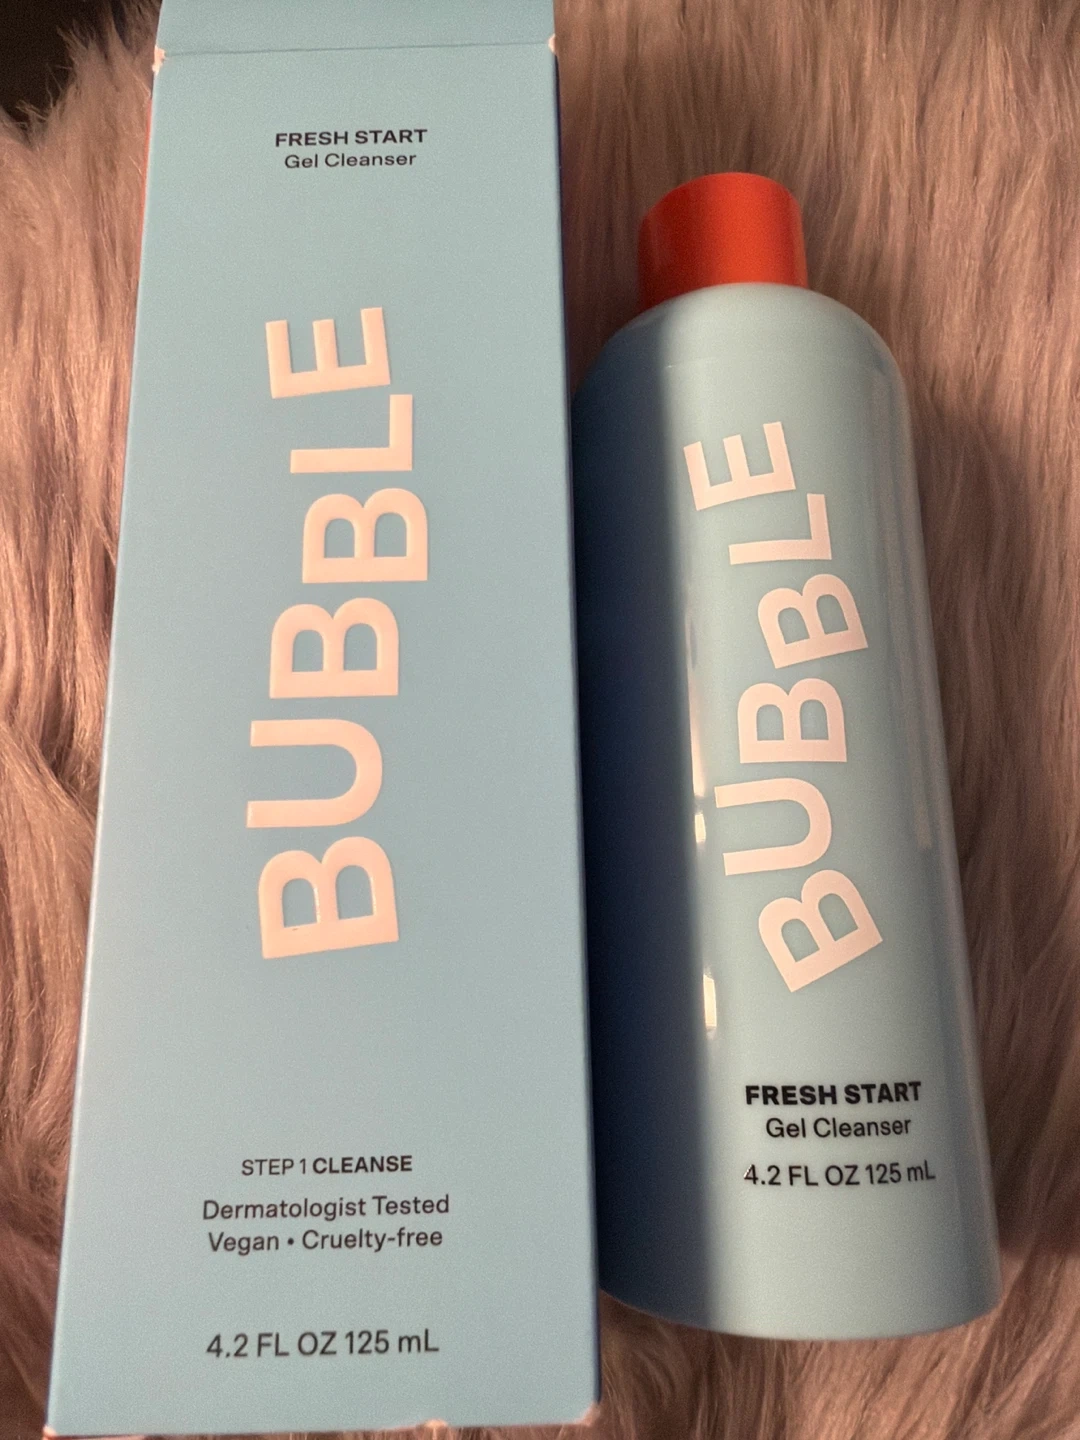 FRESH START
Gel Cleanser
BUBBLE
STEP 1 CLEANSE
Dermatologist Tested
Vegan • Cruelty-free
4.2 FL OZ 125 mL
BUBBLE
FRESH START
Gel Cleanser
4.2 FL OZ 125 mL